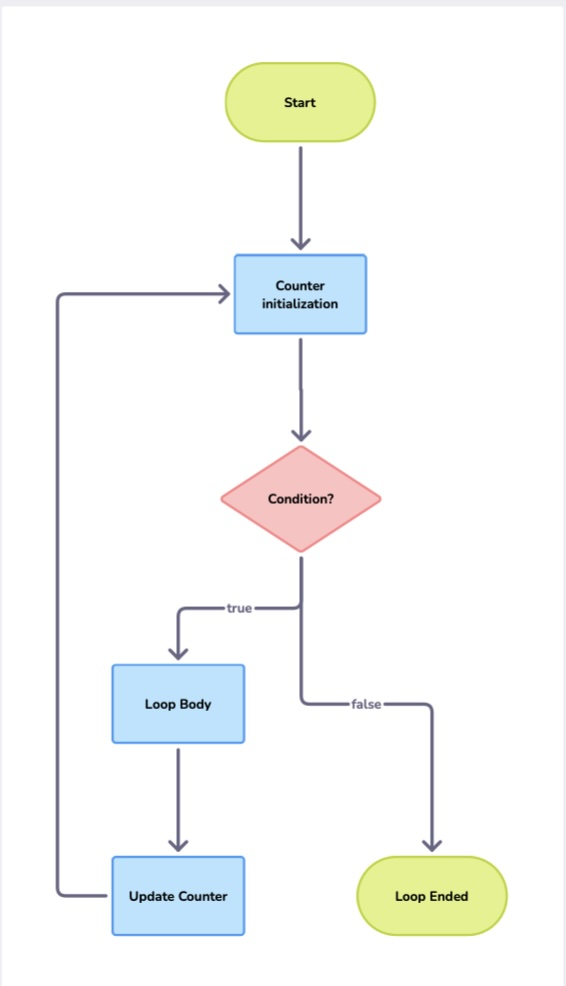 Start
Counter
initialization
Condition?
true
Loop Body
false
Update Counter
Loop Ended